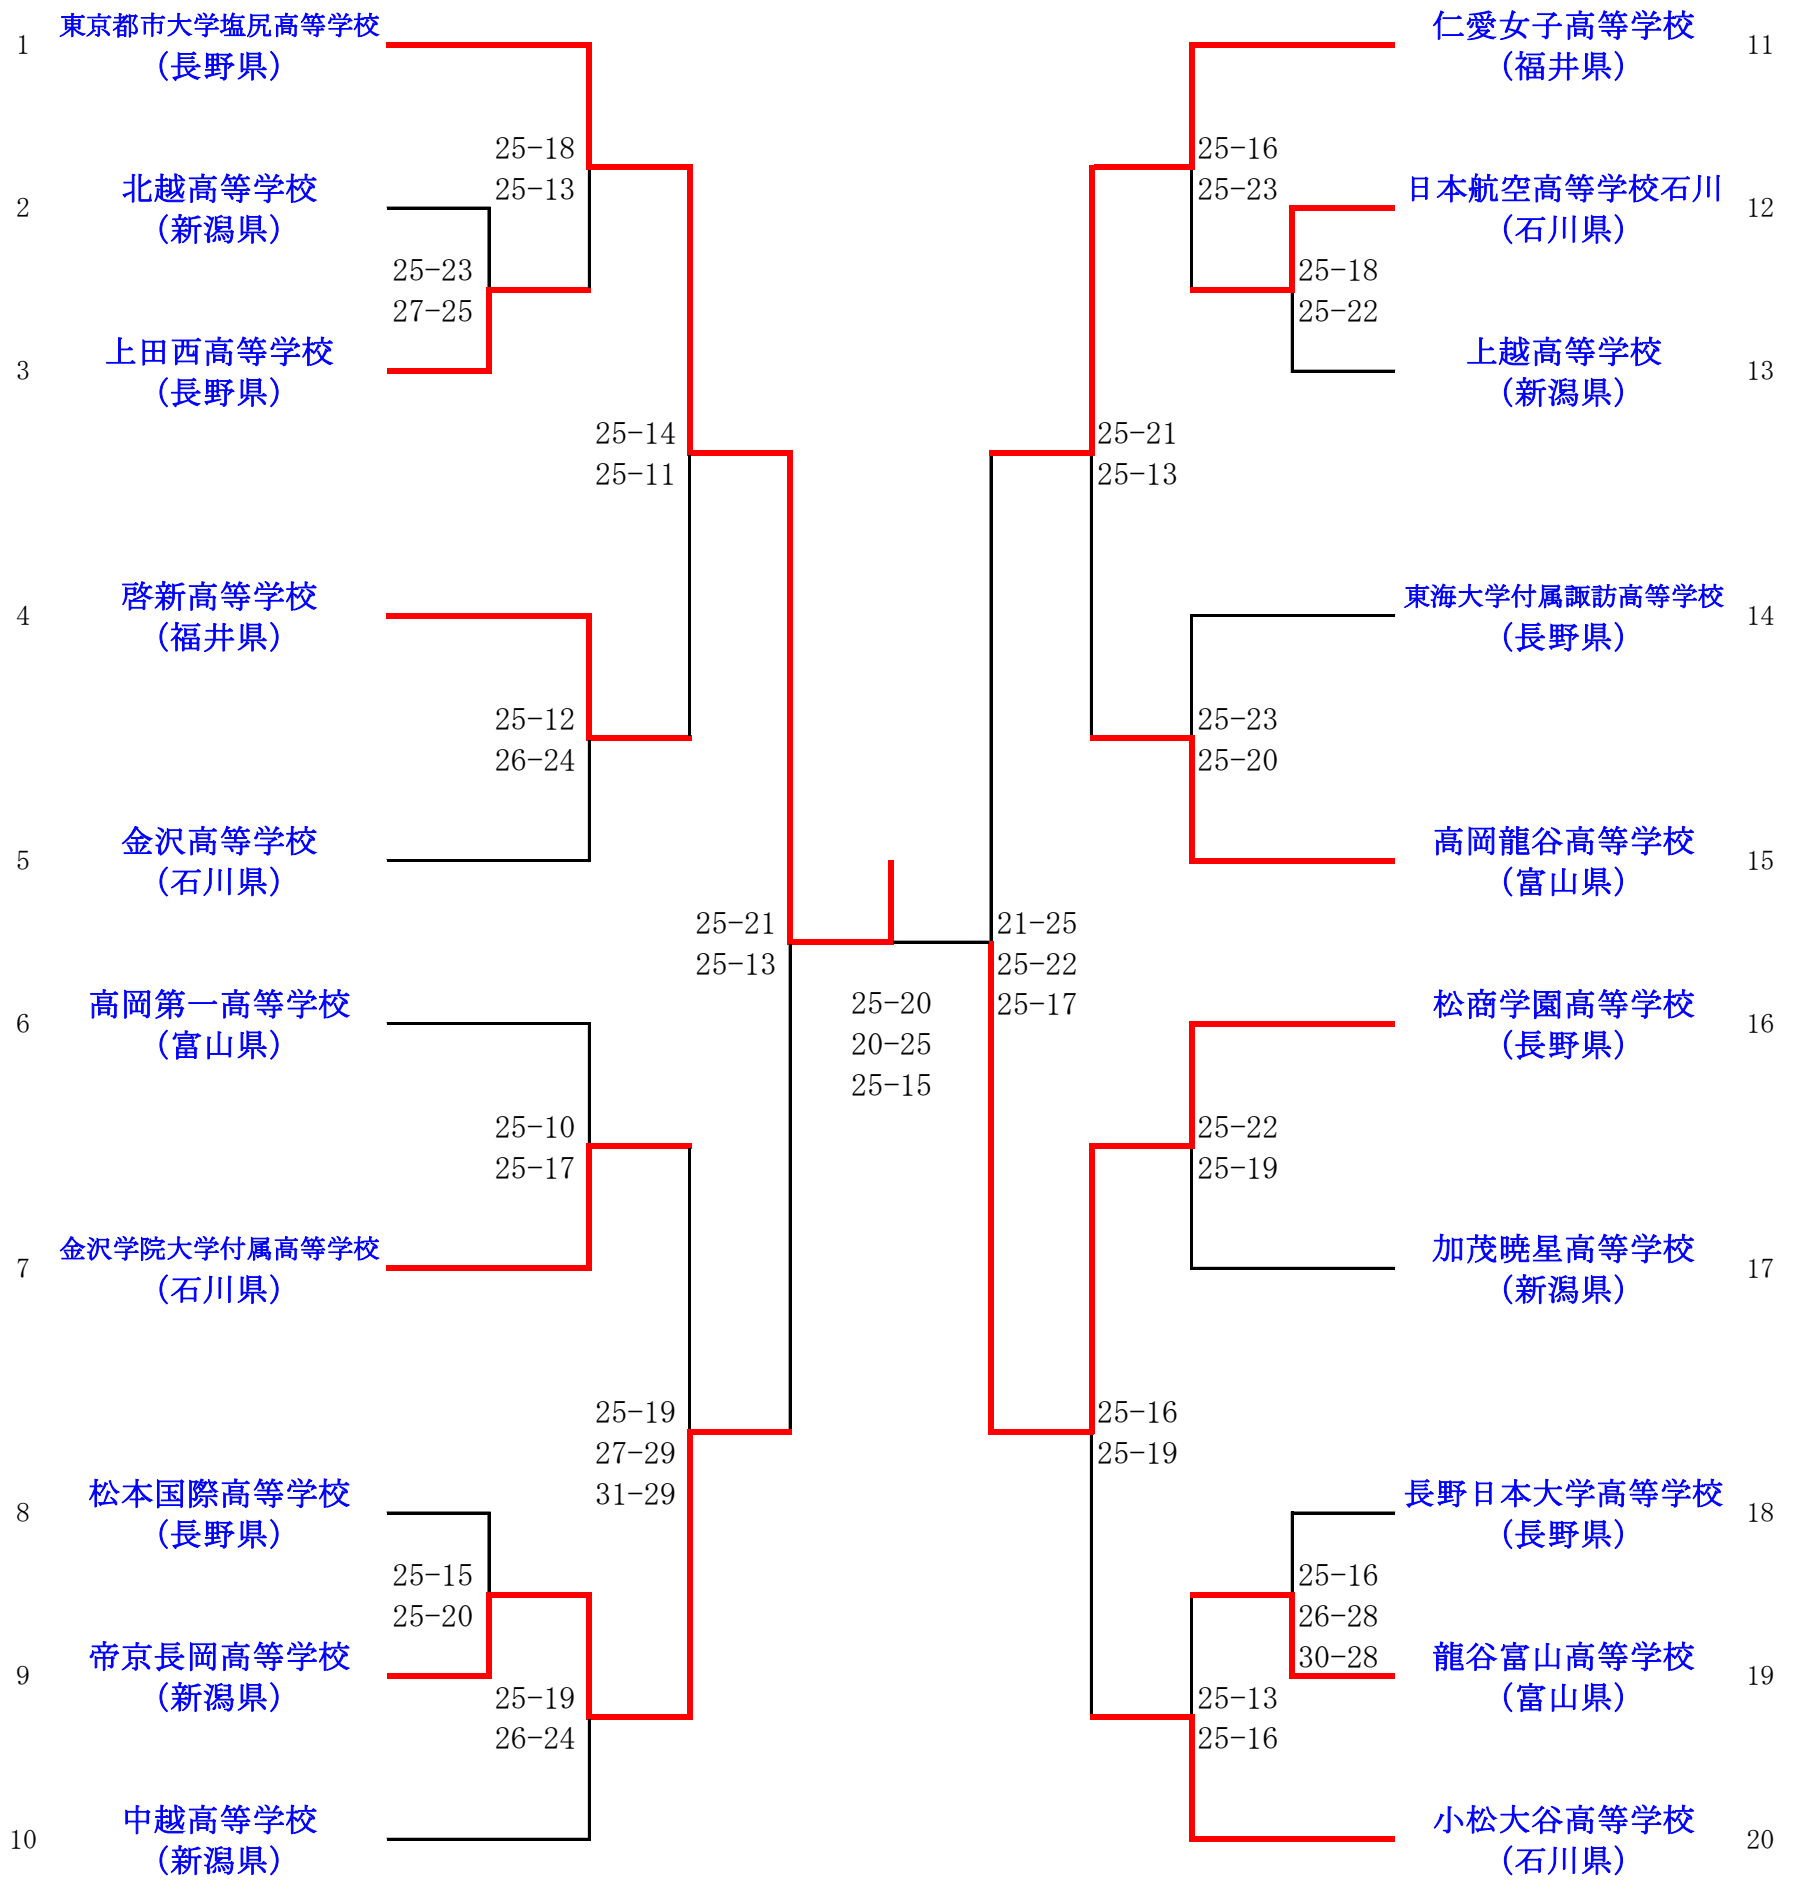 1
東京都市大学塩尻高等学校
(長野県)
25-18
25-13
2
北越高等学校
(新潟県)
25-23
27-25
3
上田西高等学校
(長野県)
25-14
25-11
4
啓新高等学校
(福井県)
25-12
26-24
5
金沢高等学校
(石川県)
25-21
25-13
6
高岡第一高等学校
(富山県)
25-10
25-17
7
金沢学院大学付属高等学校
(石川県)
25-19
27-29
31-29
8
松本国際高等学校
(長野県)
25-15
25-20
9
帝京長岡高等学校
(新潟県)
25-19
26-24
10
中越高等学校
(新潟県)
25-20
20-25
25-15
仁愛女子高等学校
(福井県)
11
25-16
25-23
日本航空高等学校石川
(石川県)
12
25-18
25-22
上越高等学校
(新潟県)
13
25-21
25-13
東海大学付属諏訪高等学校
(長野県)
14
25-23
25-20
高岡龍谷高等学校
(富山県)
15
21-25
25-22
25-17
松商学園高等学校
(長野県)
16
25-22
25-19
加茂暁星高等学校
(新潟県)
17
25-16
25-19
長野日本大学高等学校
(長野県)
18
25-16
26-28
30-28
龍谷富山高等学校
(富山県)
19
25-13
25-16
小松大谷高等学校
(石川県)
20